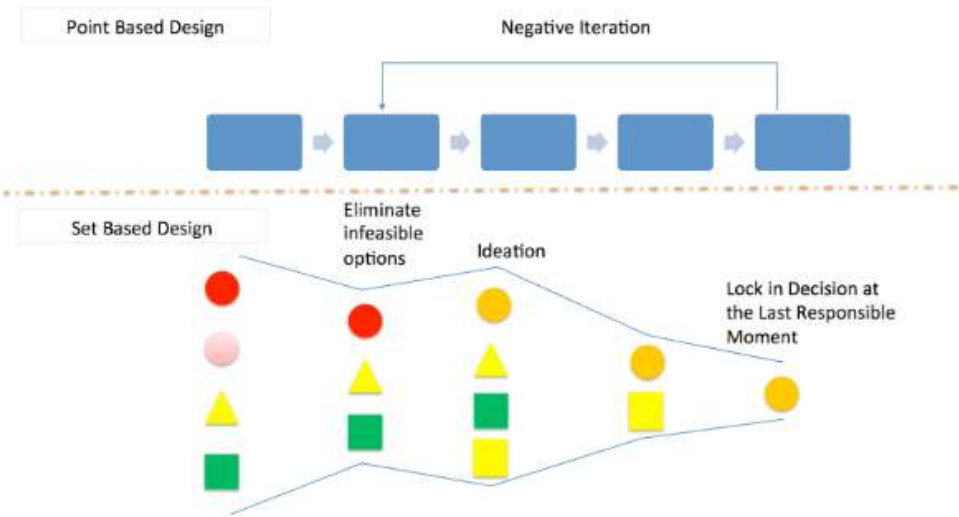 Point Based Design
Negative Iteration
Set Based Design
Eliminate
infeasible
options
Ideation
Lock in Decision at
the Last Responsible
Moment